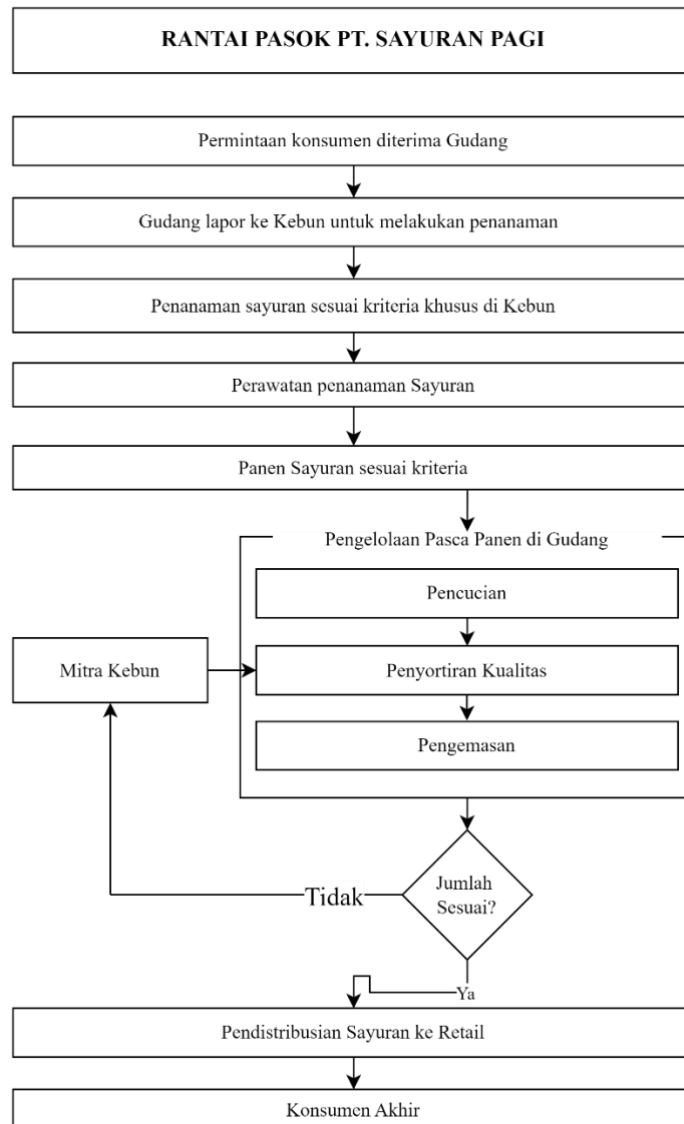 RANTAI PASOK PT. SAYURAN PAGI
Permintaan konsumen diterima Gudang
Gudang lapor ke Kebun untuk melakukan penanaman
Penanaman sayuran sesuai kriteria khusus di Kebun
Perawatan penanaman Sayuran
Panen Sayuran sesuai kriteria
Pengelolaan Pasca Panen di Gudang
Pencucian
Mitra Kebun
Penyortiran Kualitas
Pengemasan
Jumlah
Sesuai?
Tidak
Ya
Pendistribusian Sayuran ke Retail
Konsumen Akhir